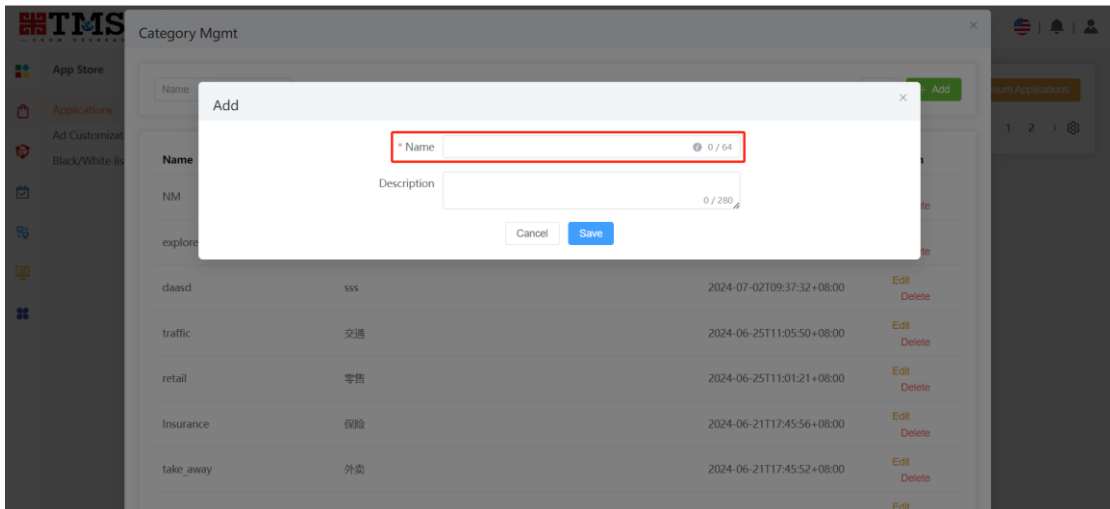 TMS
Category Mgmt
App Store
Name
Add
Add
Applications
Ad Customizat
Black/White lis
1 2
Name
* Name
0 / 64
Description
0 / 280
Cancel
Save
NM
explore
daasd
sss
2024-07-02T09:37:32+08:00
Edit
Delete
traffic
交通
2024-06-25T11:05:50+08:00
Edit
Delete
retail
零售
2024-06-25T11:01:21+08:00
Edit
Delete
Insurance
保险
2024-06-21T17:45:56+08:00
Edit
Delete
take_away
外卖
2024-06-21T17:45:52+08:00
Edit
Delete
Edit